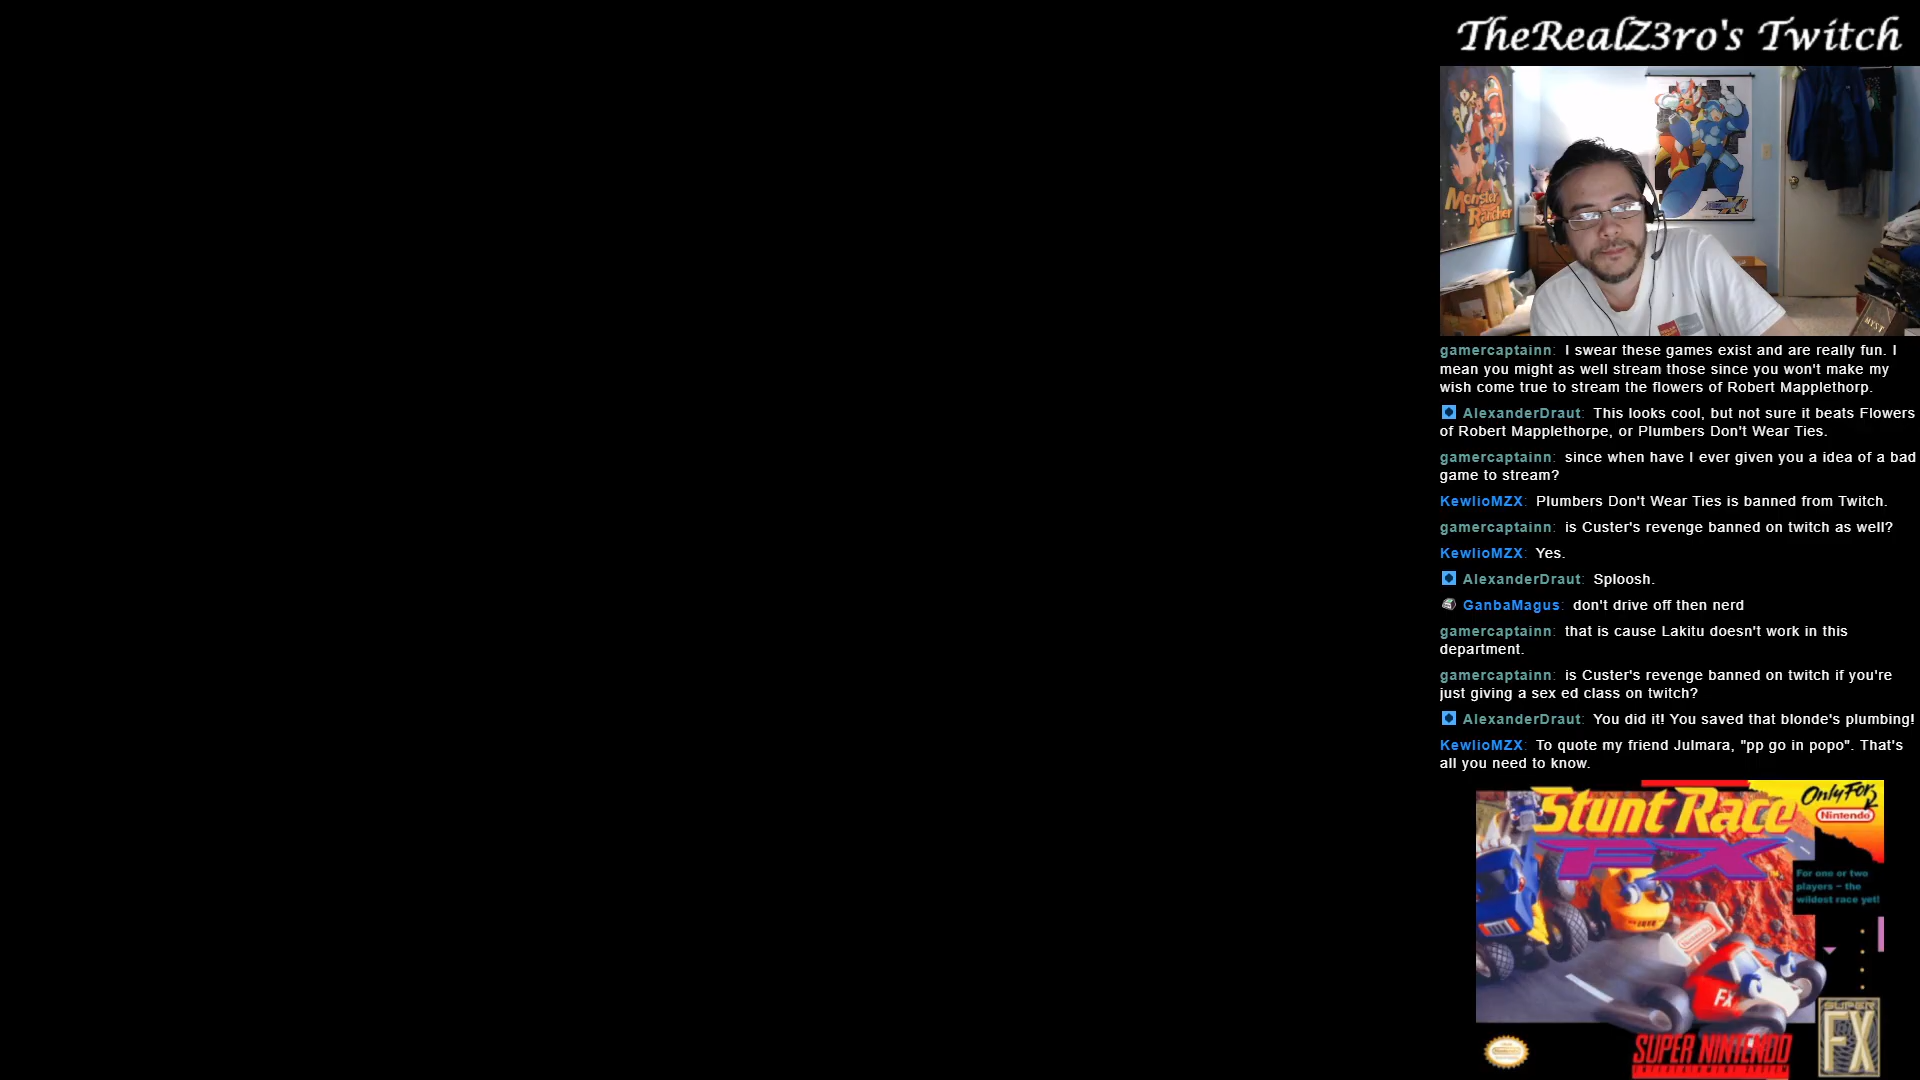 TheRealZ3ro's Twitch
Monster
Rancher
MYST
gamercaptainn: I swear these games exist and are really fun. I
mean you might as well stream those since you won't make my
wish come true to stream the flowers of Robert Mapplethorp.
AlexanderDraut: This looks cool, but not sure it beats Flowers
of Robert Mapplethorpe, or Plumbers Don't Wear Ties.
gamercaptainn: since when have I ever given you a idea of a bad
game to stream?
KewlioMZX: Plumbers Don't Wear Ties is banned from Twitch.
gamercaptainn: is Custer's revenge banned on twitch as well?
KewlioMZX: Yes.
AlexanderDraut: Sploosh.
GanbaMagus: don't drive off then nerd
gamercaptainn: that is cause Lakitu doesn't work in this
department.
gamercaptainn: is Custer's revenge banned on twitch if you're
just giving a sex ed class on twitch?
AlexanderDraut: You did it! You saved that blonde's plumbing!
KewlioMZX: To quote my friend Julmara, "pp go in popo". That's
all you need to know.
Stunt Race
FX
Only For
Nintendo
For one or two
players – the
wildest race yet!
Nintendo
FX
SUPER
FX
SUPER NINTENDO
ENTERTAINMENT SYSTEM